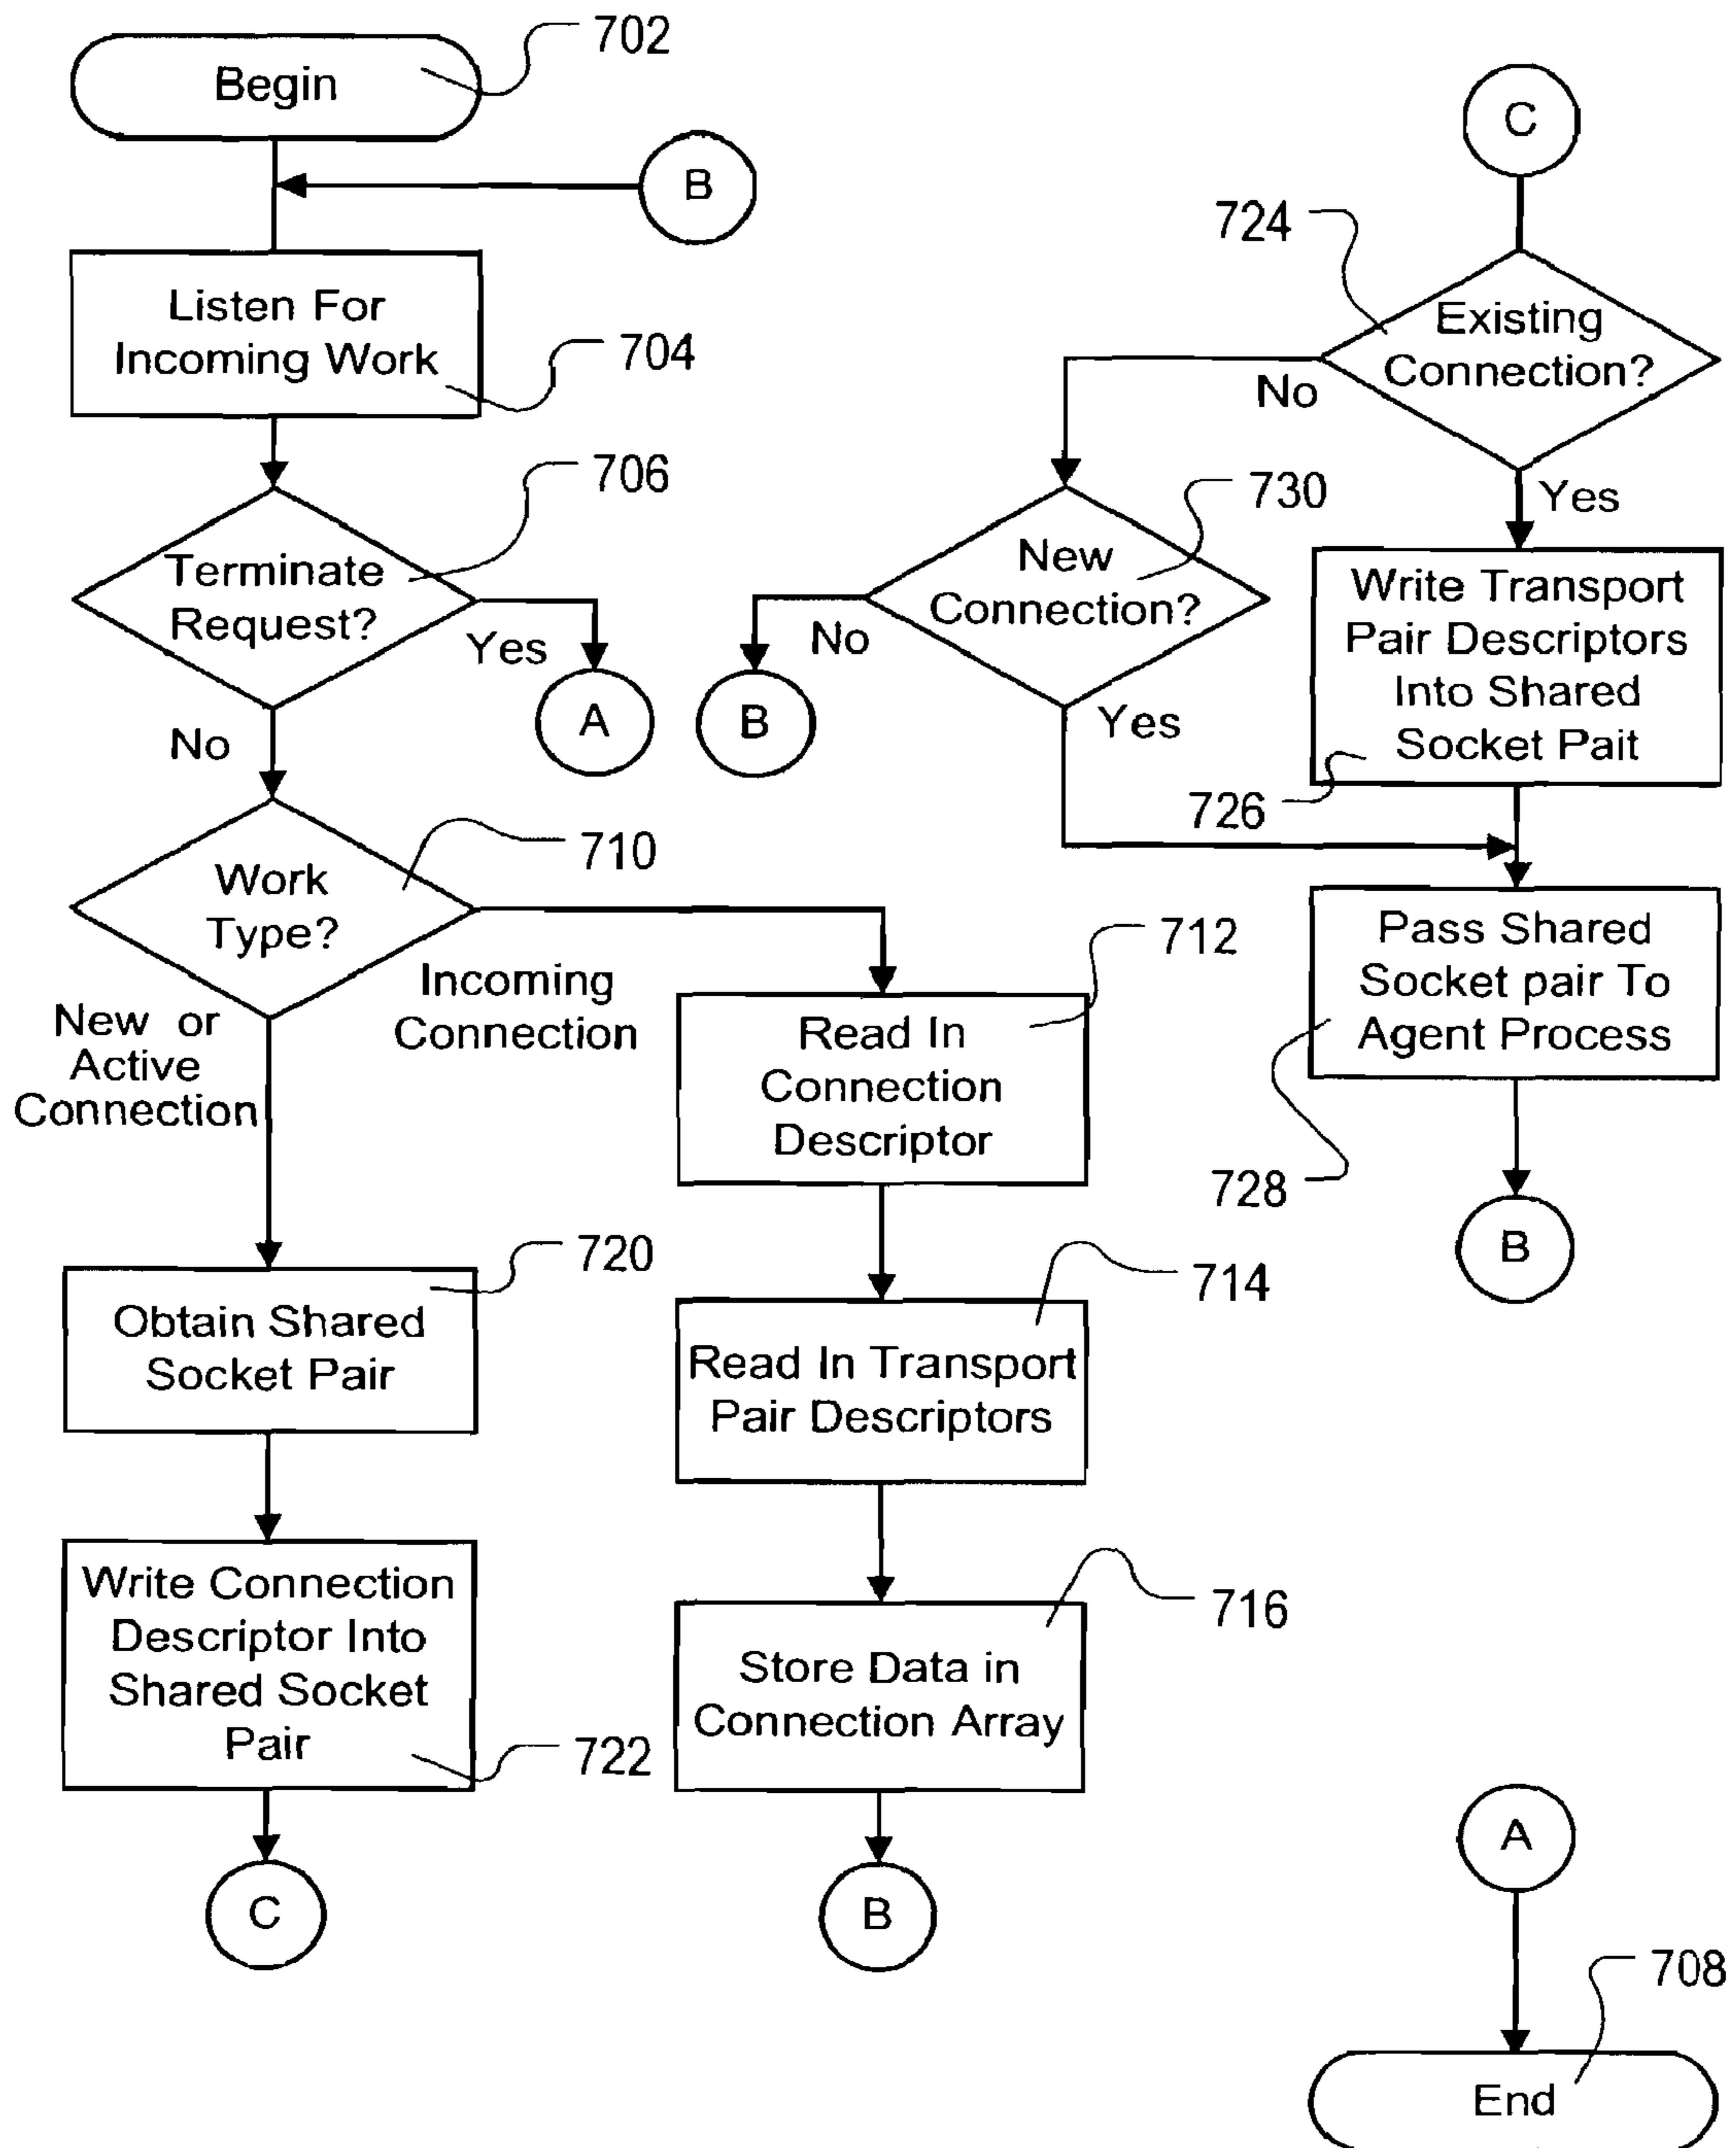 Begin
702
B
Listen For
Incoming Work
704
Terminate
Request?
706
Yes
A
No
Work
Type?
710
New or
Active
Connection
Incoming
Connection
Obtain Shared
Socket Pair
720
Write Connection
Descriptor Into
Shared Socket
Pair
722
C
Read In
Connection
Descriptor
712
Read In Transport
Pair Descriptors
714
Store Data in
Connection Array
716
B
C
Existing
Connection?
724
No
Yes
New
Connection?
730
No
B
Yes
Write Transport
Pair Descriptors
Into Shared
Socket Pait
726
Pass Shared
Socket pair To
Agent Process
728
B
A
End
708